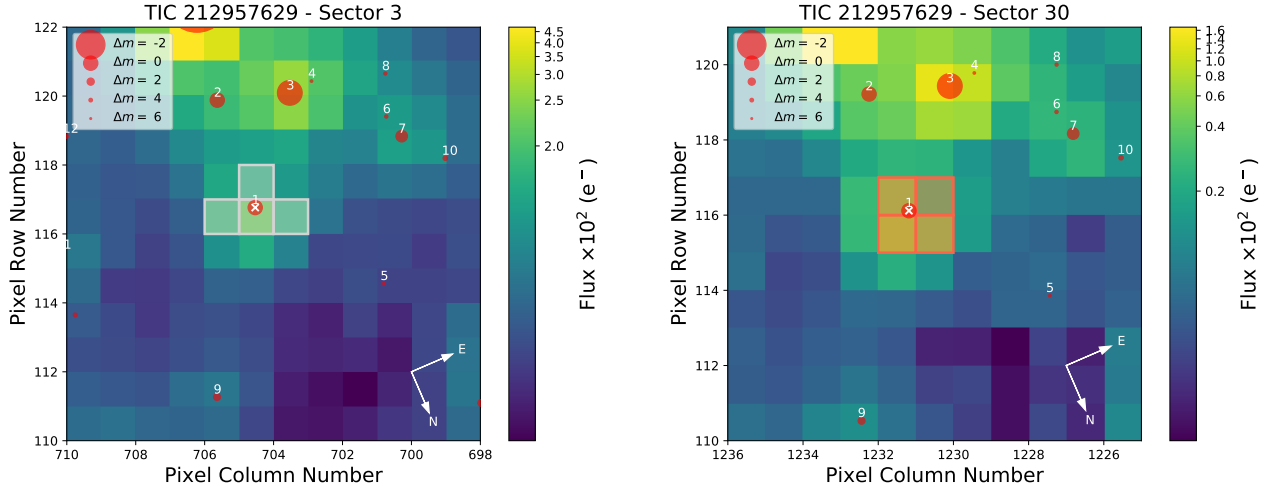 TIC 212957629 - Sector 3
Δm = -2
Δm = 0
Δm = 2
Δm = 4
Δm = 6
122
120
118
116
114
112
110
710
708
706
704
702
700
698
Pixel Row Number
Pixel Column Number
1
2
3
4
5
6
7
8
9
10
12
1
E
N
4.5
4.0
3.5
3.0
2.5
2.0
Flux ×10² (e⁻)
TIC 212957629 - Sector 30
Δm = -2
Δm = 0
Δm = 2
Δm = 4
Δm = 6
120
118
116
114
112
110
1236
1234
1232
1230
1228
1226
Pixel Row Number
Pixel Column Number
1
2
3
4
5
6
7
8
9
10
E
N
1.6
1.4
1.2
1.0
0.8
0.6
0.4
0.2
Flux ×10² (e⁻)